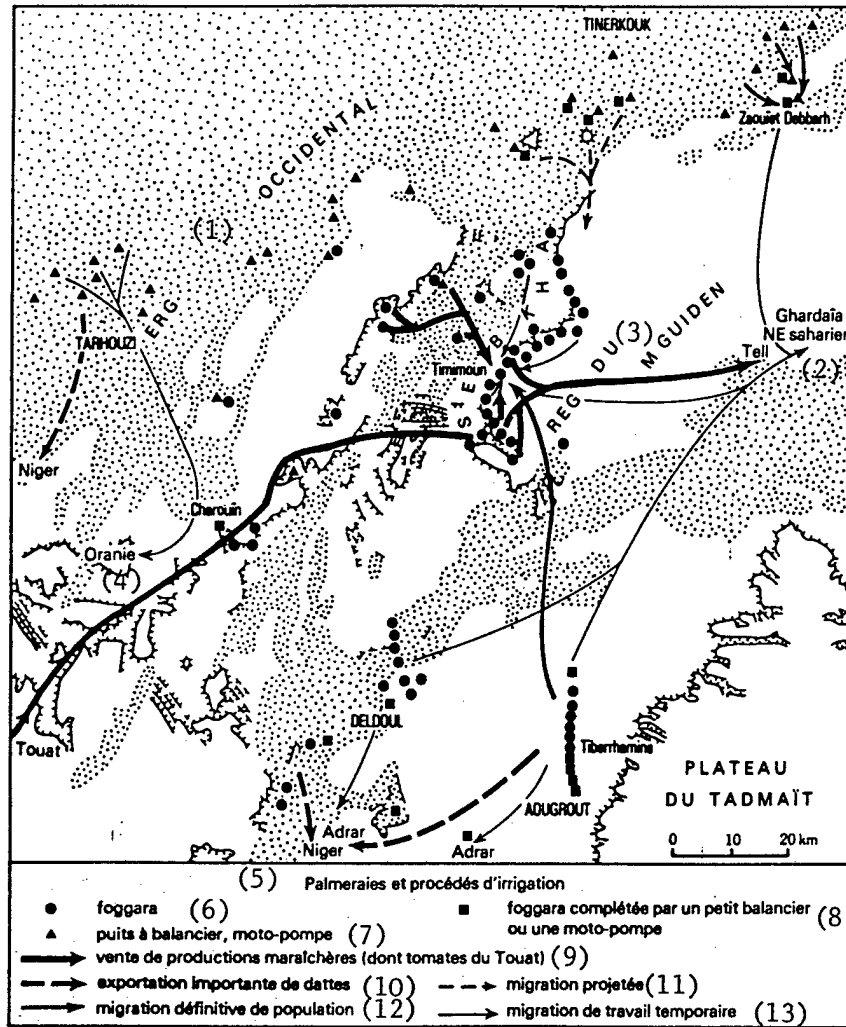 TINERKOUK
Zaouiet Debbarh
OCCIDENTAL
(1)
ERG
TARHOUZI
SEBKHA
Timimoun
REG DU MGUIDEN
(3)
Ghardaïa
NE saharien
Tell
(2)
Niger
Charouïn
Oranie
(4)
Touat
DELDOUL
Tiberrhamine
AOUGROUT
PLATEAU
DU TADMAÏT
Adrar
Niger
Adrar
0 10 20 km
(5) Palmeraies et procédés d'irrigation
foggara (6)
foggara complétée par un petit balancier
ou une moto-pompe (8
puits à balancier, moto-pompe (7)
vente de productions maraîchères (dont tomates du Touat) (9)
exportation importante de dattes (10) migration projetée (11)
migration définitive de population (12) migration de travail temporaire (13)